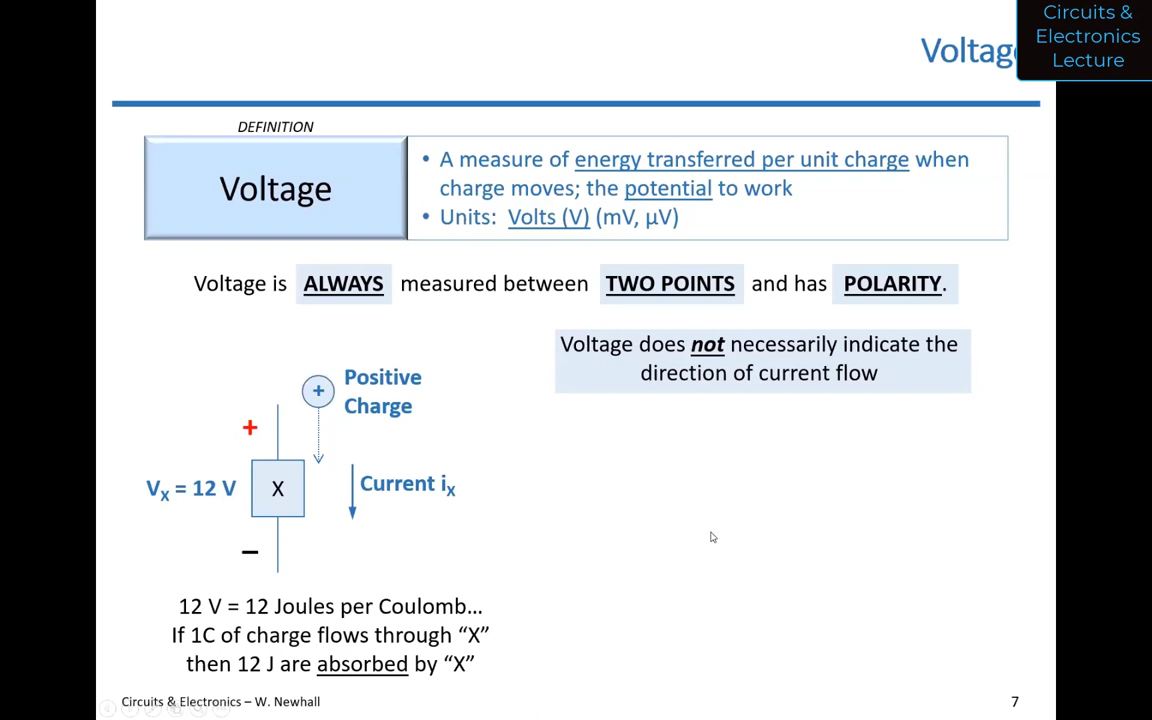 Circuits &
Electronics
Lecture
Voltag
DEFINITION
Voltage
• A measure of energy transferred per unit charge when
charge moves; the potential to work
• Units: Volts (V) (mV, µV)
Voltage is ALWAYS measured between TWO POINTS and has POLARITY.
Voltage does not necessarily indicate the
direction of current flow
+ Positive
Charge
+
Vx = 12 V X Current ix
–
12 V = 12 Joules per Coulomb...
If 1C of charge flows through “X”
then 12 J are absorbed by “X”
Circuits & Electronics – W. Newhall 7